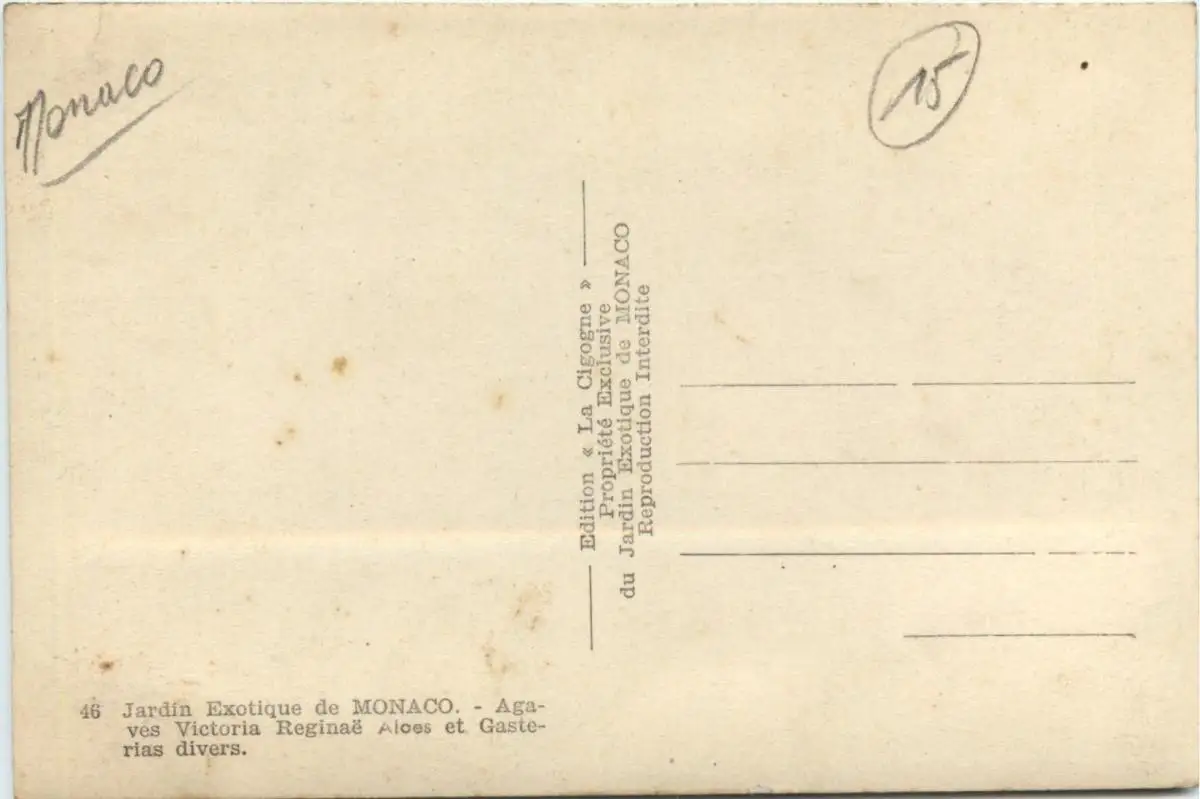 Monaco
15
Edition « La Cigogne »
Propriété Exclusive
du Jardin Exotique de MONACO
Reproduction Interdite
46 Jardin Exotique de MONACO. - Aga-
ves Victoria Reginaë Aloes et Gaste-
rias divers.